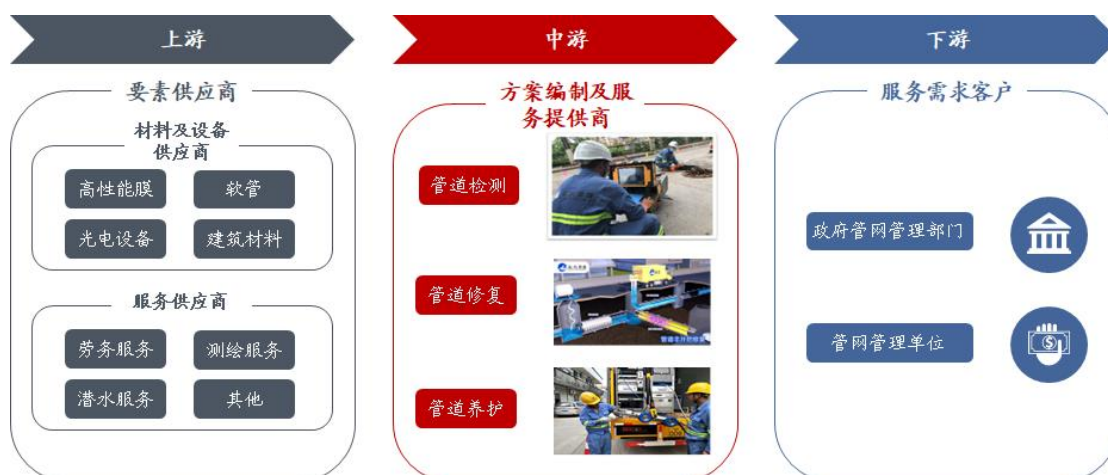 上游
中游
下游
要素供应商
材料及设备
供应商
高性能膜
软管
光电设备
建筑材料
服务供应商
劳务服务
测绘服务
潜水服务
其他
方案编制及服
务提供商
管道检测
管道修复
管道养护
服务需求客户
政府管网管理部门
管网管理单位